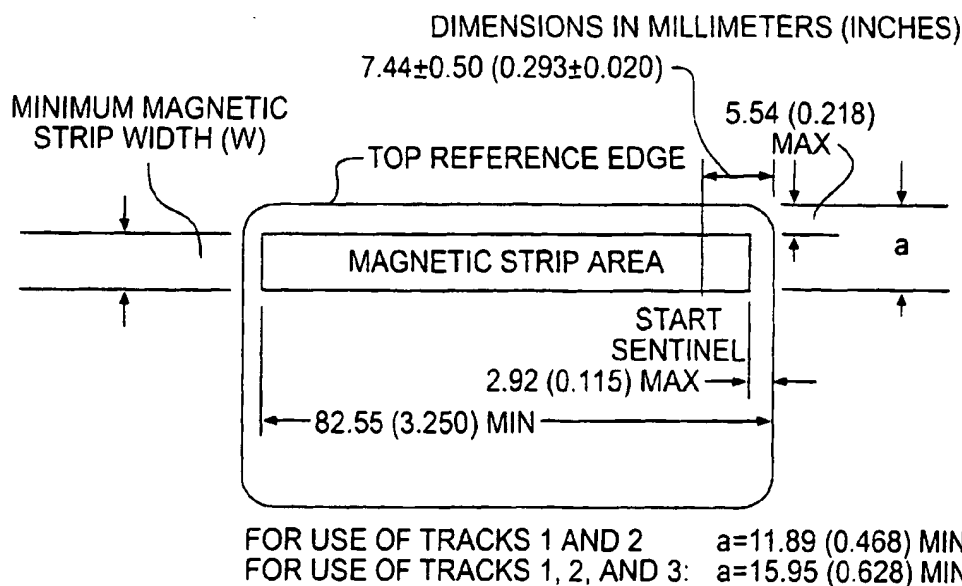 DIMENSIONS IN MILLIMETERS (INCHES)
7.44±0.50 (0.293±0.020)
MINIMUM MAGNETIC
STRIP WIDTH (W)
5.54 (0.218)
MAX
TOP REFERENCE EDGE
MAGNETIC STRIP AREA
a
START
SENTINEL
2.92 (0.115) MAX
82.55 (3.250) MIN
FOR USE OF TRACKS 1 AND 2 a=11.89 (0.468) MIN
FOR USE OF TRACKS 1, 2, AND 3: a=15.95 (0.628) MIN